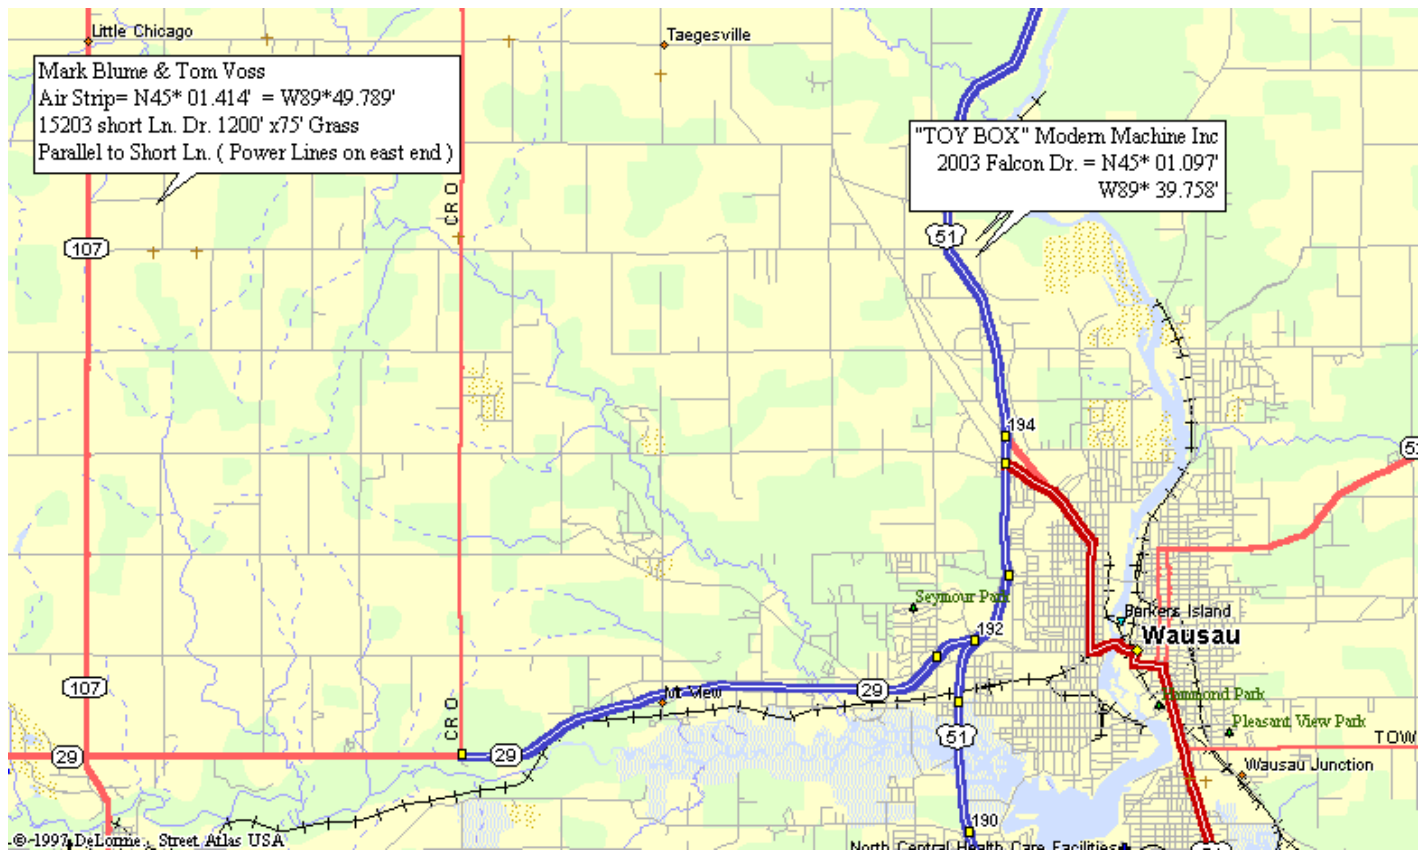 Little Chicago
Taegesville
Mark Blume & Tom Voss
Air Strip= N45* 01.414' = W89*49.789'
15203 short Ln. Dr. 1200' x75' Grass
Parallel to Short Ln. ( Power Lines on east end )
"TOY BOX" Modern Machine Inc
2003 Falcon Dr. = N45* 01.097'
W89* 39.758'
CR O
107
51
194
Seymour Park
Barkers Island
192
Wausau
107
Mt View
29
Hammond Park
CR O
Pleasant View Park
51
TOW
29
29
Wausau Junction
190
©1997 DeLorme. Street Atlas USA
North Central Health Care Facilities